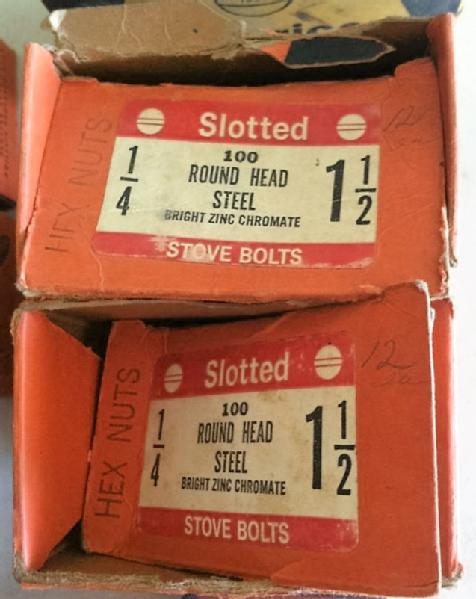 Slotted
100
ROUND HEAD
STEEL
BRIGHT ZINC CHROMATE
1/4
1 1/2
STOVE BOLTS
HEX NUTS
Slotted
100
ROUND HEAD
STEEL
BRIGHT ZINC CHROMATE
1/4
1 1/2
STOVE BOLTS
HEX NUTS
12